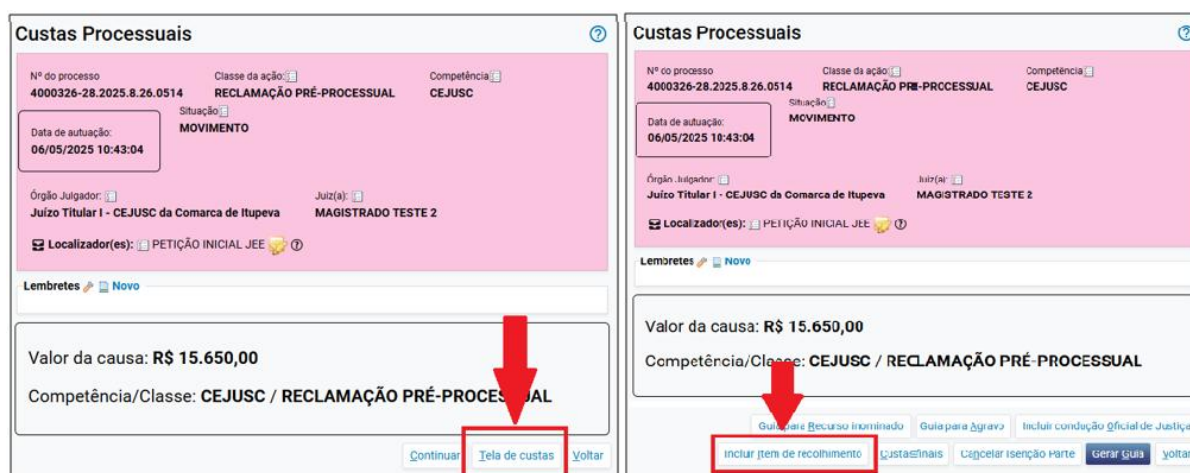 Custas Processuais
Nº do processo Classe da ação: Competência
4000326-28.2025.8.26.0514 RECLAMAÇÃO PRÉ-PROCESSUAL CEJUSC
Situação
MOVIMENTO
Data de autuação:
06/05/2025 10:43:04
Órgão Julgador: Juiz(a):
Juízo Titular I - CEJUSC da Comarca de Itupeva MAGISTRADO TESTE 2
Localizador(es): PETIÇÃO INICIAL JEE
Lembretes Novo
Valor da causa: R$ 15.650,00
Competência/Classe: CEJUSC / RECLAMAÇÃO PRÉ-PROCESSUAL
Continuar Tela de custas Voltar
Custas Processuais
Nº do processo Classe da ação: Competência
4000326-28.2025.8.26.0514 RECLAMAÇÃO PRÉ-PROCESSUAL CEJUSC
Situação
MOVIMENTO
Data de autuação:
06/05/2025 10:43:04
Órgão Julgador: Juiz(a):
Juízo Titular I - CEJUSC da Comarca de Itupeva MAGISTRADO TESTE 2
Localizador(es): PETIÇÃO INICIAL JEE
Lembretes Novo
Valor da causa: R$ 15.650,00
Competência/Classe: CEJUSC / RECLAMAÇÃO PRÉ-PROCESSUAL
Guia para Recurso Inominado Guia para Agravo Incluir condução Oficial de Justiça
Incluir Item de recolhimento Custas Finais Cancelar Isenção Parte Gerar Guia Voltar